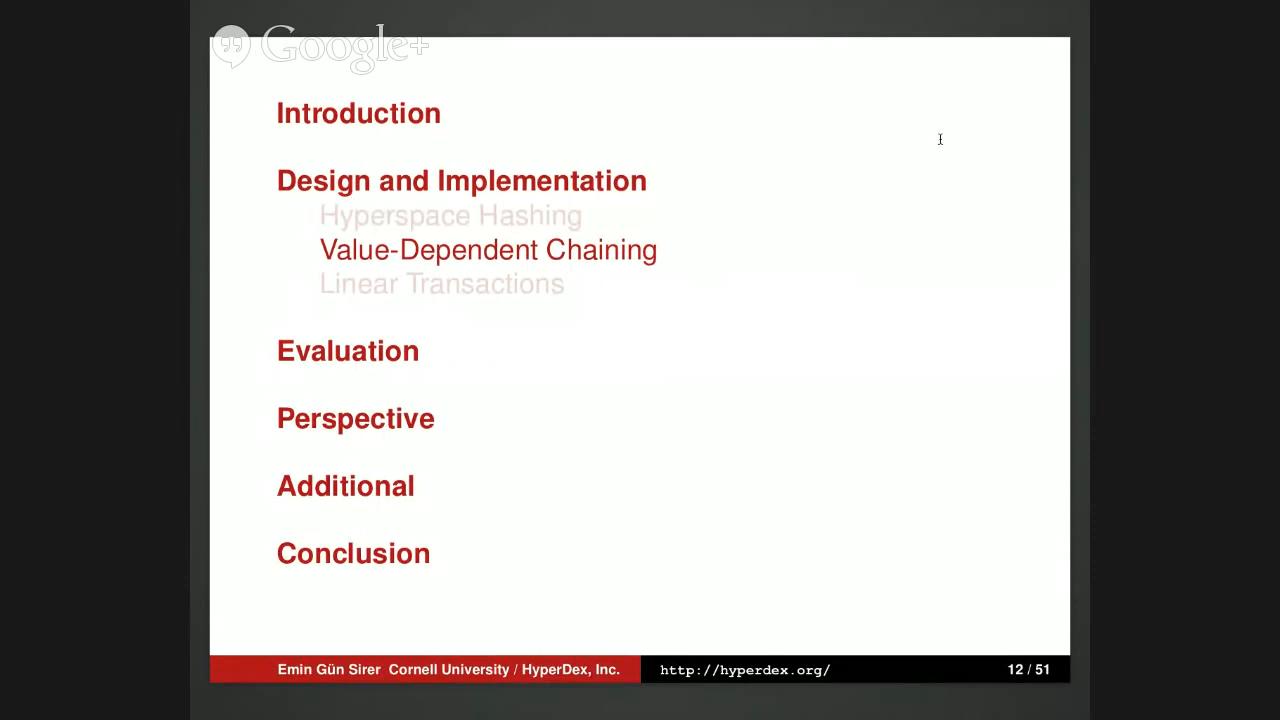 Google+
Introduction
Design and Implementation
Hyperspace Hashing
Value-Dependent Chaining
Linear Transactions
Evaluation
Perspective
Additional
Conclusion
Emin Gün Sirer Cornell University / HyperDex, Inc. http://hyperdex.org/ 12 / 51